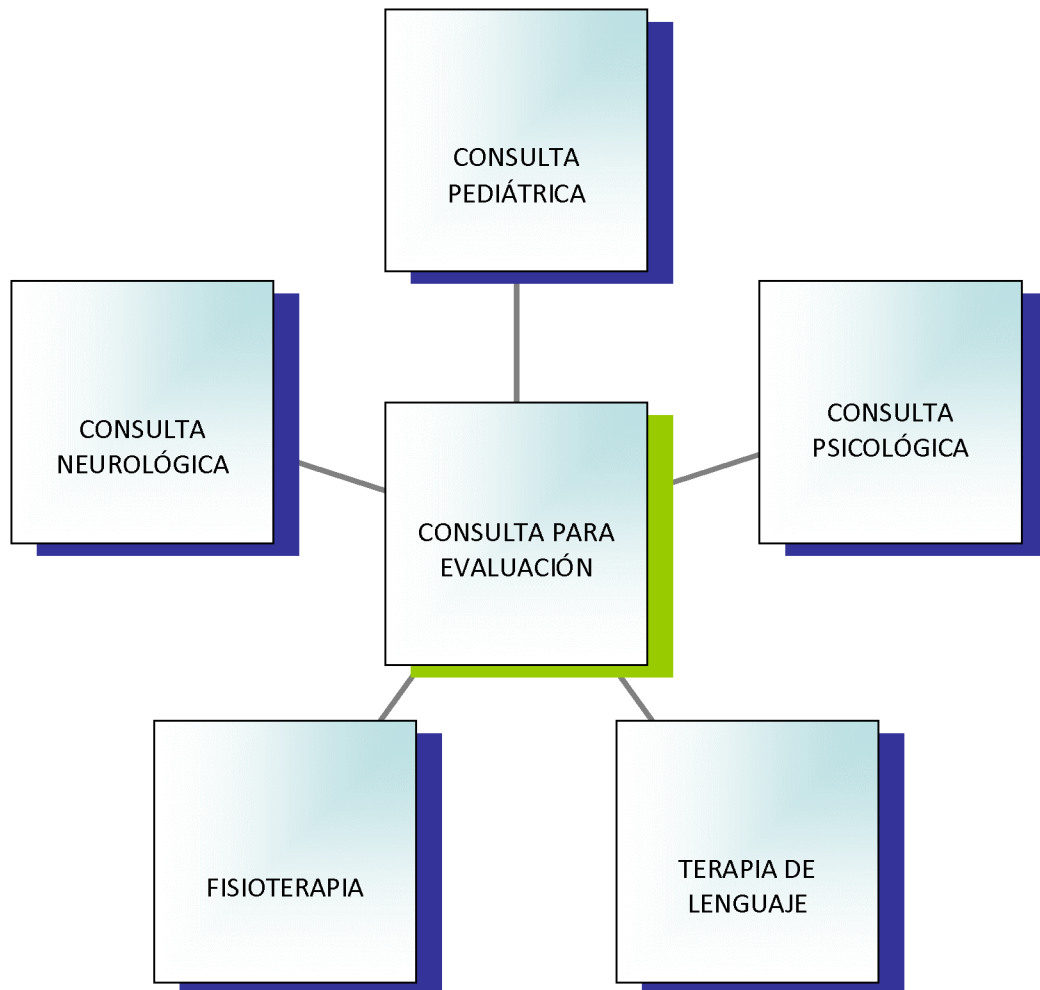 CONSULTA
PEDIÁTRICA
CONSULTA
NEUROLÓGICA
CONSULTA
PSICOLÓGICA
CONSULTA PARA
EVALUACIÓN
FISIOTERAPIA
TERAPIA DE
LENGUAJE